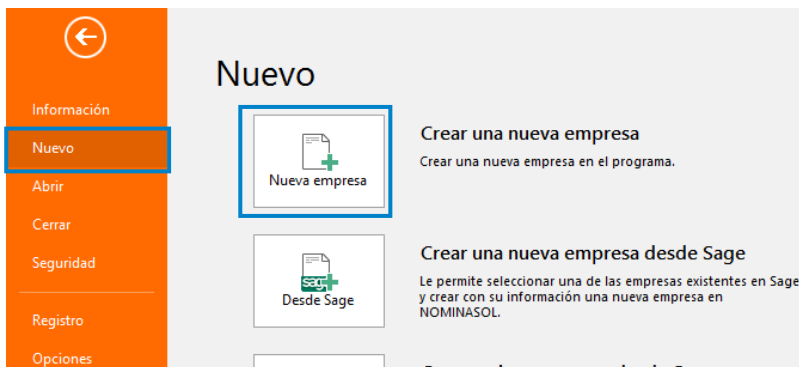 Nuevo
Información
Nuevo
Abrir
Cerrar
Seguridad
Registro
Opciones
Nueva empresa
Crear una nueva empresa
Crear una nueva empresa en el programa.
sage
Desde Sage
Crear una nueva empresa desde Sage
Le permite seleccionar una de las empresas existentes en Sage
y crear con su información una nueva empresa en
NOMINASOL.